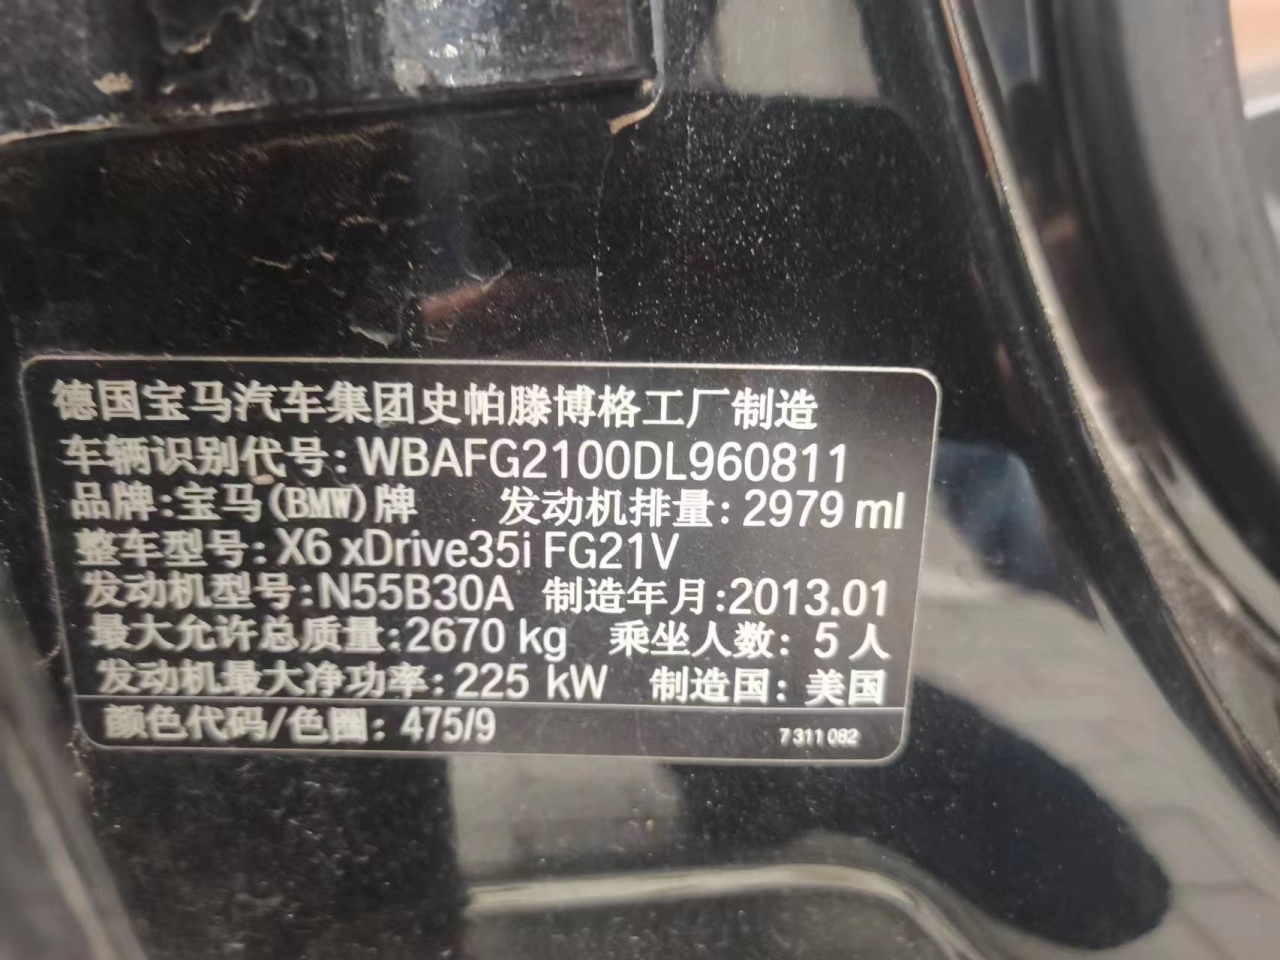 德国宝马汽车集团史帕滕博格工厂制造
车辆识别代号: WBAFG2100DL960811
品牌: 宝马(BMW)牌 发动机排量: 2979 ml
整车型号: X6 xDrive35i FG21V
发动机型号: N55B30A 制造年月: 2013.01
最大允许总质量: 2670 kg 乘坐人数: 5 人
发动机最大净功率: 225 kW 制造国: 美国
颜色代码/色圈: 475/9 7 311 082